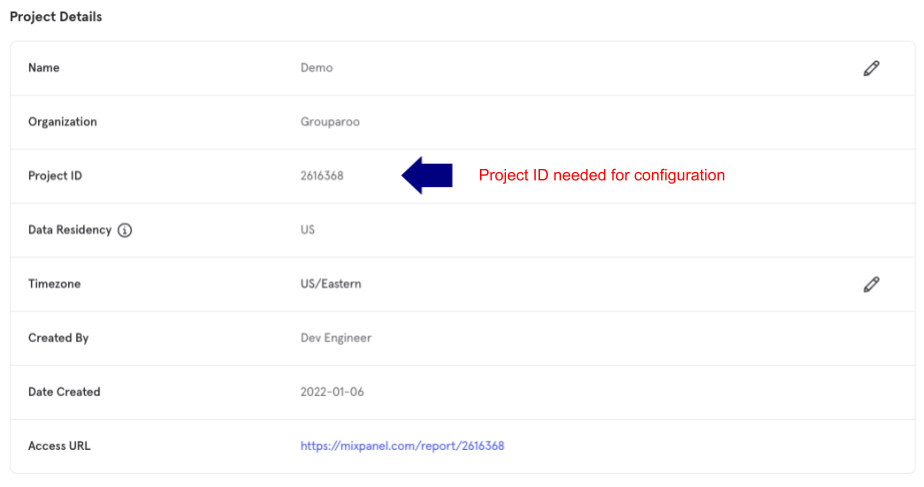 Project Details
Name Demo
Organization Grouparoo
Project ID 2616368 Project ID needed for configuration
Data Residency US
Timezone US/Eastern
Created By Dev Engineer
Date Created 2022-01-06
Access URL https://mixpanel.com/report/2616368